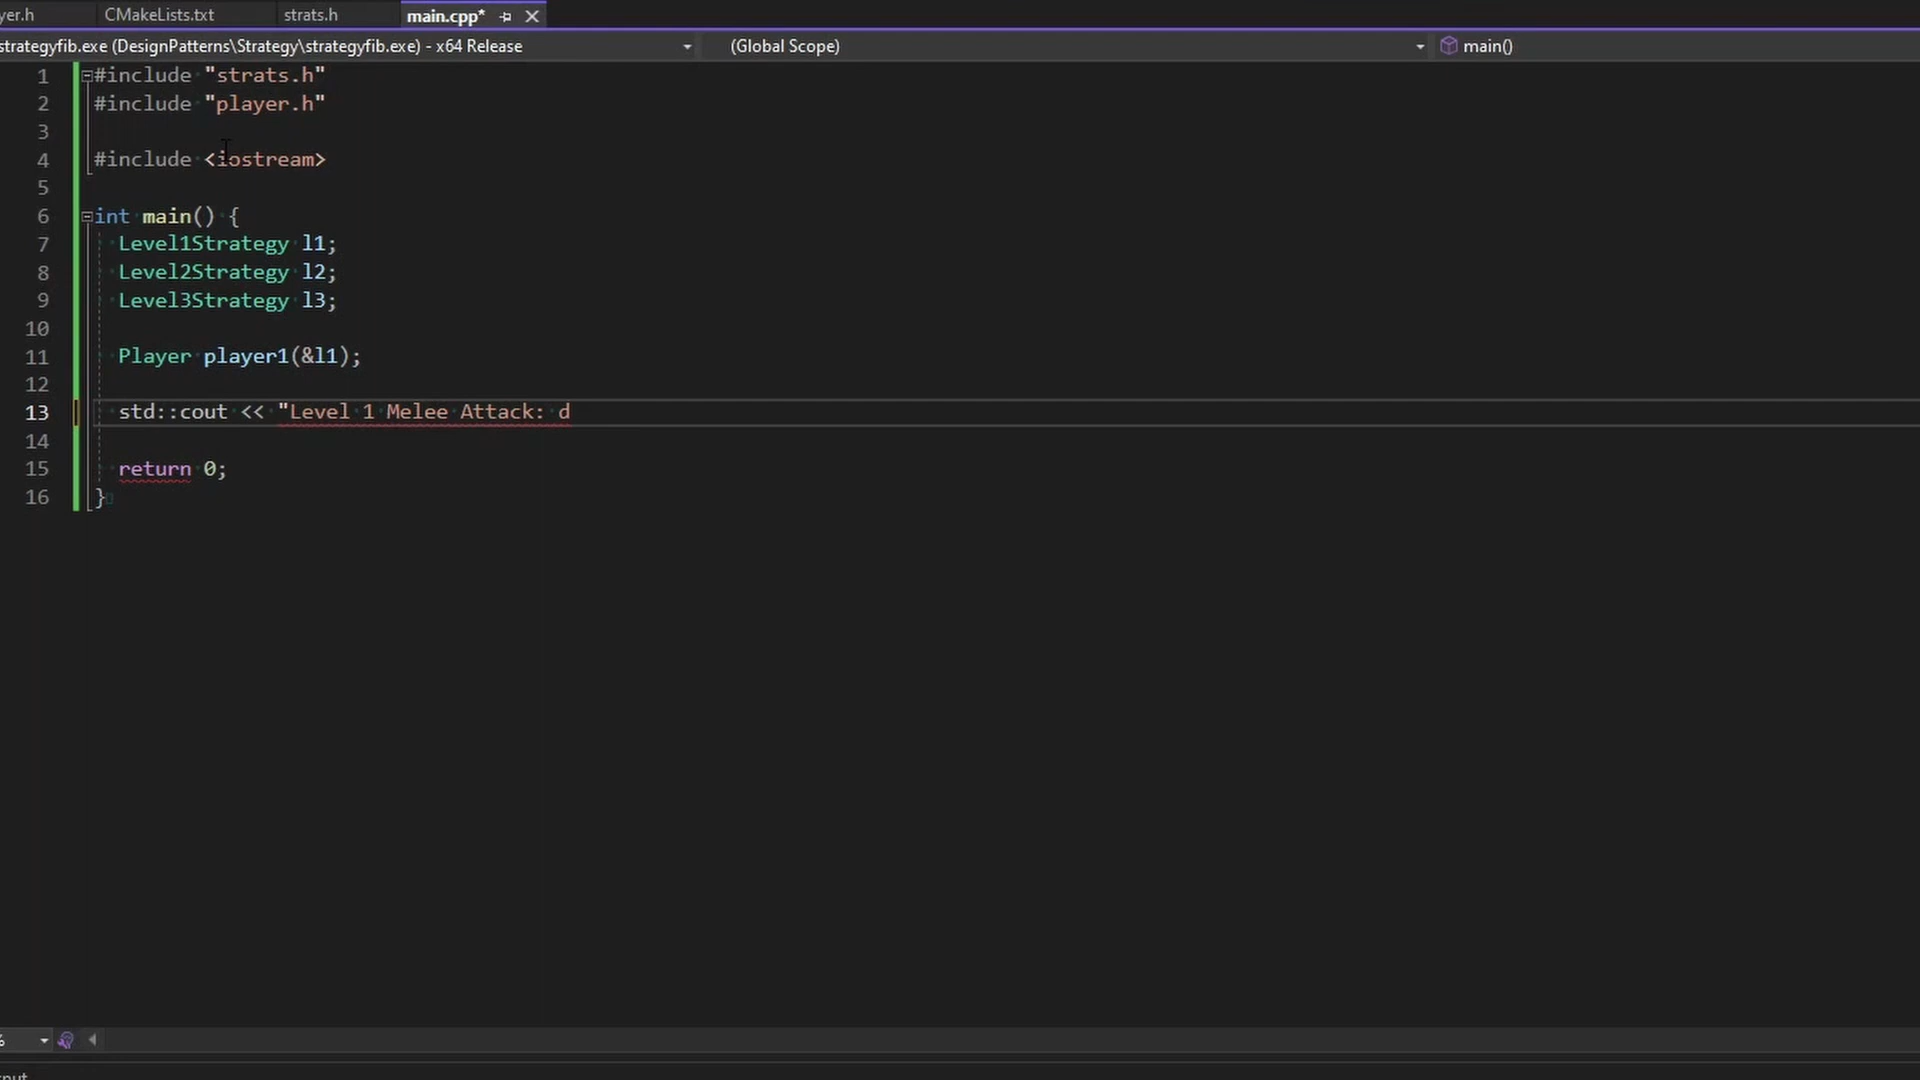 yer.h CMakeLists.txt strats.h main.cpp*
strategyfib.exe (DesignPatterns\Strategy\strategyfib.exe) - x64 Release (Global Scope) main()
1 #include "strats.h"
2 #include "player.h"
3
4 #include <iostream>
5
6 int main() {
7 Level1Strategy l1;
8 Level2Strategy l2;
9 Level3Strategy l3;
10
11 Player player1(&l1);
12
13 std::cout << "Level 1 Melee Attack: d
14
15 return 0;
16 }
%